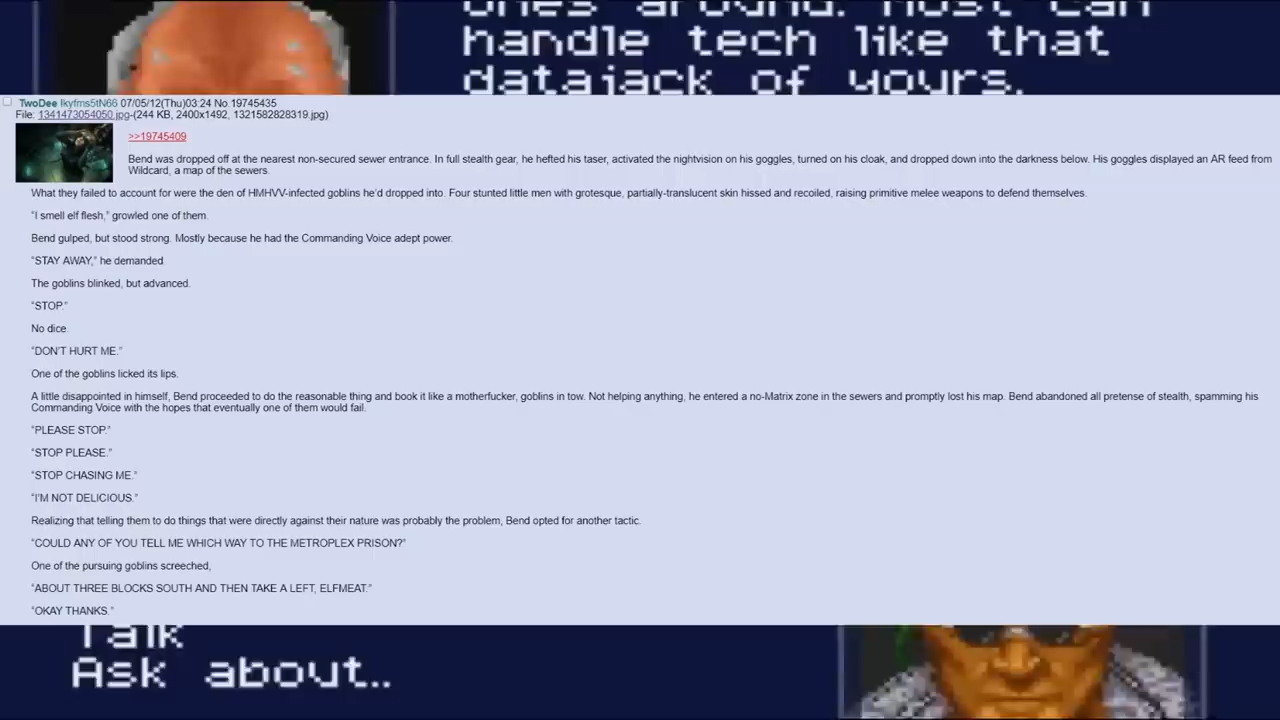 ones around. Most can
handle tech like that
datajack of yours.
TwoDee !kyfms5tN66 07/05/12(Thu)03:24 No.19745435
File: 1341473054050.jpg-(244 KB, 2400x1492, 1321582828319.jpg)
>>19745409
Bend was dropped off at the nearest non-secured sewer entrance. In full stealth gear, he hefted his taser, activated the nightvision on his goggles, turned on his cloak, and dropped down into the darkness below. His goggles displayed an AR feed from
Wildcard, a map of the sewers.
What they failed to account for were the den of HMHVV-infected goblins he'd dropped into. Four stunted little men with grotesque, partially-translucent skin hissed and recoiled, raising primitive melee weapons to defend themselves.
“I smell elf flesh,” growled one of them.
Bend gulped, but stood strong. Mostly because he had the Commanding Voice adept power.
“STAY AWAY,” he demanded
The goblins blinked, but advanced.
“STOP.”
No dice.
“DON'T HURT ME.”
One of the goblins licked its lips.
A little disappointed in himself, Bend proceeded to do the reasonable thing and book it like a motherfucker, goblins in tow. Not helping anything, he entered a no-Matrix zone in the sewers and promptly lost his map. Bend abandoned all pretense of stealth, spamming his
Commanding Voice with the hopes that eventually one of them would fail.
“PLEASE STOP.”
“STOP PLEASE.”
“STOP CHASING ME.”
“I'M NOT DELICIOUS.”
Realizing that telling them to do things that were directly against their nature was probably the problem, Bend opted for another tactic.
“COULD ANY OF YOU TELL ME WHICH WAY TO THE METROPLEX PRISON?”
One of the pursuing goblins screeched,
“ABOUT THREE BLOCKS SOUTH AND THEN TAKE A LEFT, ELFMEAT.”
“OKAY THANKS.”
Talk
Ask about..